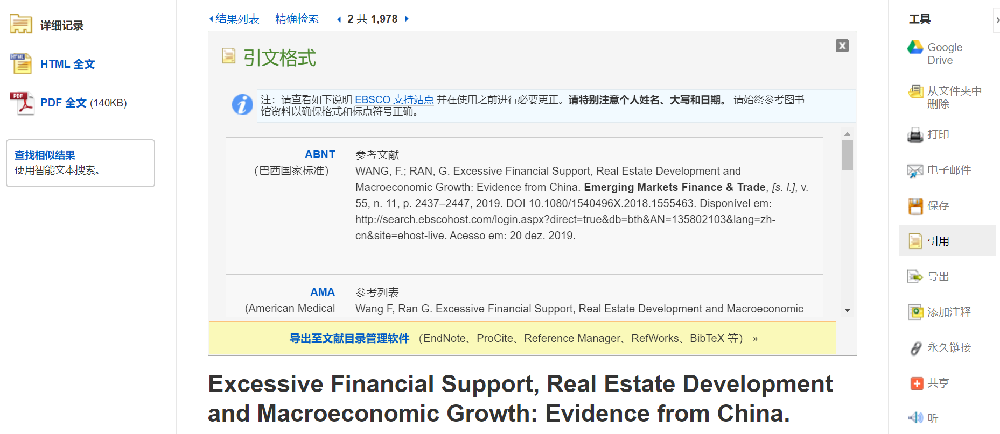 详细记录
HTML
HTML 全文
PDF
PDF 全文 (140KB)
查找相似结果
使用智能文本搜索。
结果列表 精确检索 2 共 1,978
引文格式
注：请查看如下说明 EBSCO 支持站点 并在使用之前进行必要更正。请特别注意个人姓名、大写和日期。 请始终参考图书
馆资料以确保格式和标点符号正确。
ABNT
（巴西国家标准）
参考文献
WANG, F.; RAN, G. Excessive Financial Support, Real Estate Development and
Macroeconomic Growth: Evidence from China. Emerging Markets Finance & Trade, [s. l.], v.
55, n. 11, p. 2437–2447, 2019. DOI 10.1080/1540496X.2018.1555463. Disponível em:
http://search.ebscohost.com/login.aspx?direct=true&db=bth&AN=135802103&lang=zh-
cn&site=ehost-live. Acesso em: 20 dez. 2019.
AMA
(American Medical
参考列表
Wang F, Ran G. Excessive Financial Support, Real Estate Development and Macroeconomic
导出至文献目录管理软件 （EndNote、ProCite、Reference Manager、RefWorks、BibTeX 等） »
Excessive Financial Support, Real Estate Development
and Macroeconomic Growth: Evidence from China.
工具
Google
Drive
从文件夹中
删除
打印
电子邮件
保存
引用
导出
添加注释
永久链接
共享
听